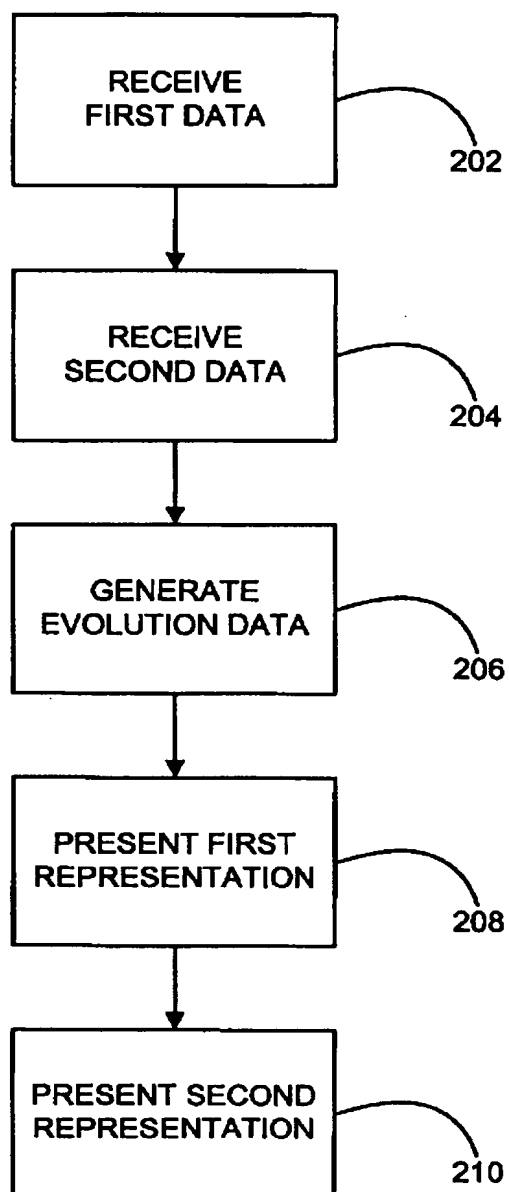 RECEIVE
FIRST DATA
202
RECEIVE
SECOND DATA
204
GENERATE
EVOLUTION DATA
206
PRESENT FIRST
REPRESENTATION
208
PRESENT SECOND
REPRESENTATION
210